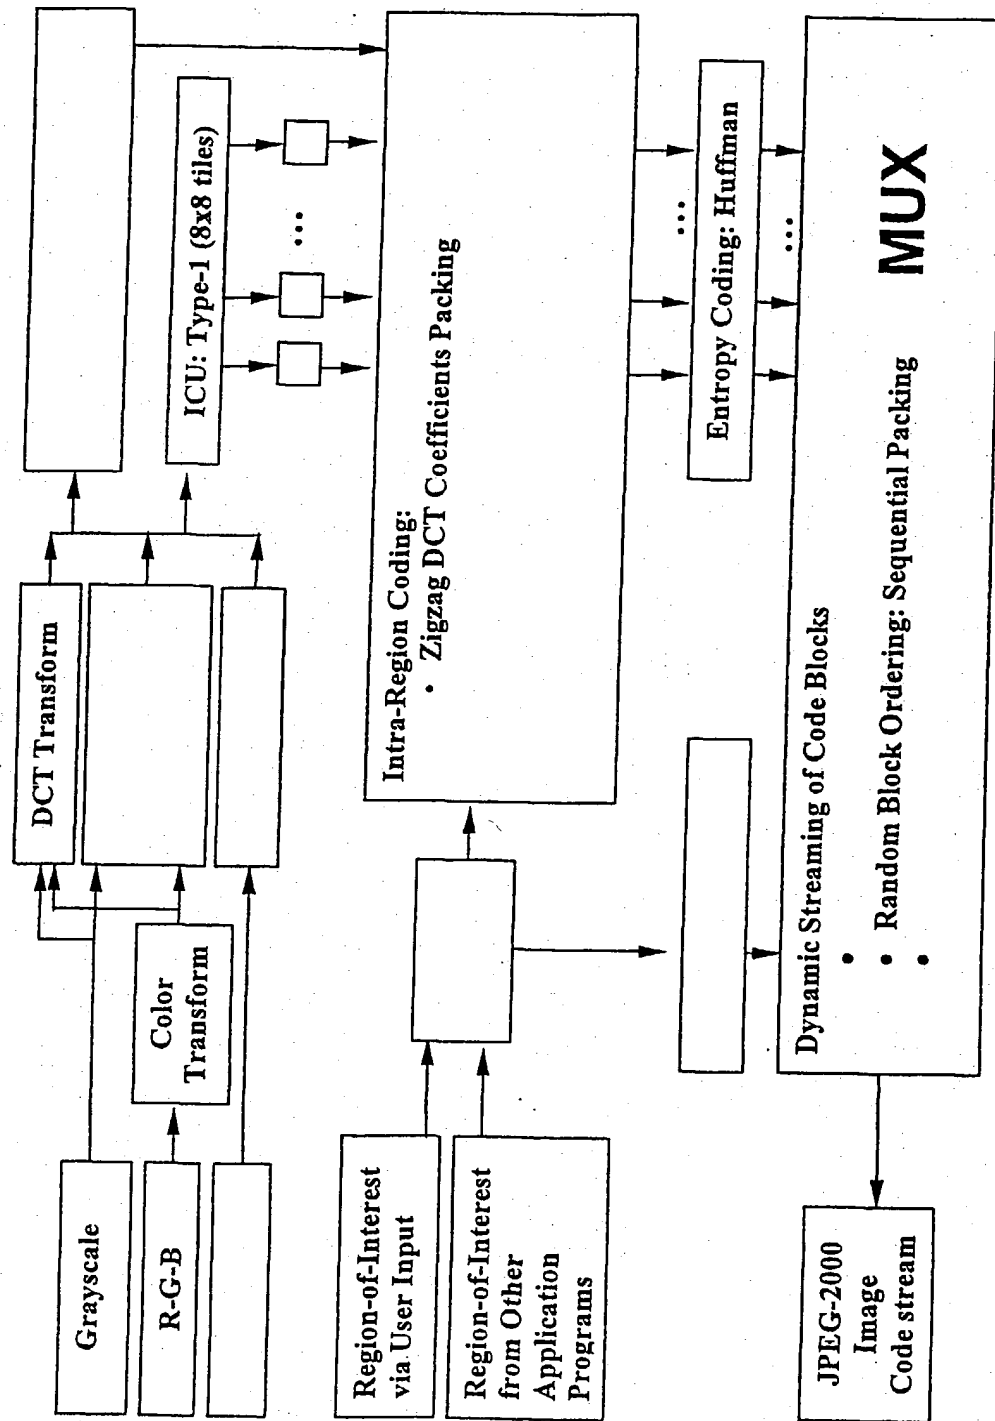 Grayscale
R-G-B
Color
Transform
DCT Transform
ICU: Type-1 (8x8 tiles)
...
Region-of-Interest
via User Input
Region-of-Interest
from Other
Application
Programs
Intra-Region Coding:
• Zigzag DCT Coefficients Packing
...
Entropy Coding: Huffman
...
Dynamic Streaming of Code Blocks
•
• Random Block Ordering: Sequential Packing
•
MUX
JPEG-2000
Image
Code stream